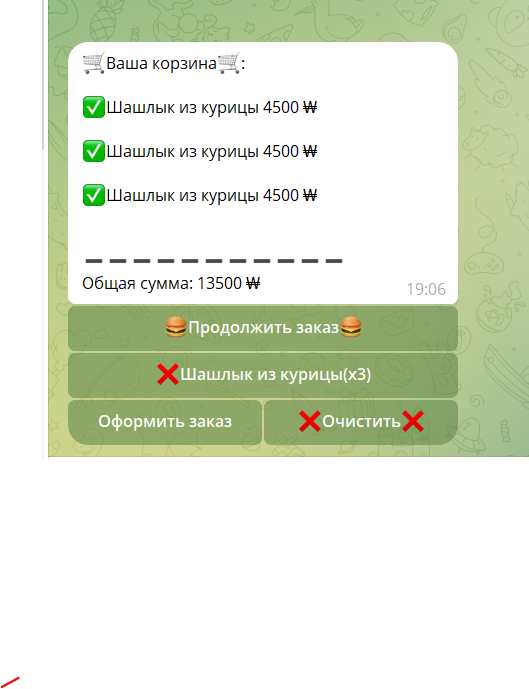 🛒Ваша корзина🛒:
✅Шашлык из курицы 4500 ₩
✅Шашлык из курицы 4500 ₩
✅Шашлык из курицы 4500 ₩
➖➖➖➖➖➖➖➖➖➖➖
Общая сумма: 13500 ₩
19:06
🍔Продолжить заказ🍔
❌Шашлык из курицы(x3)
Оформить заказ
❌Очистить❌